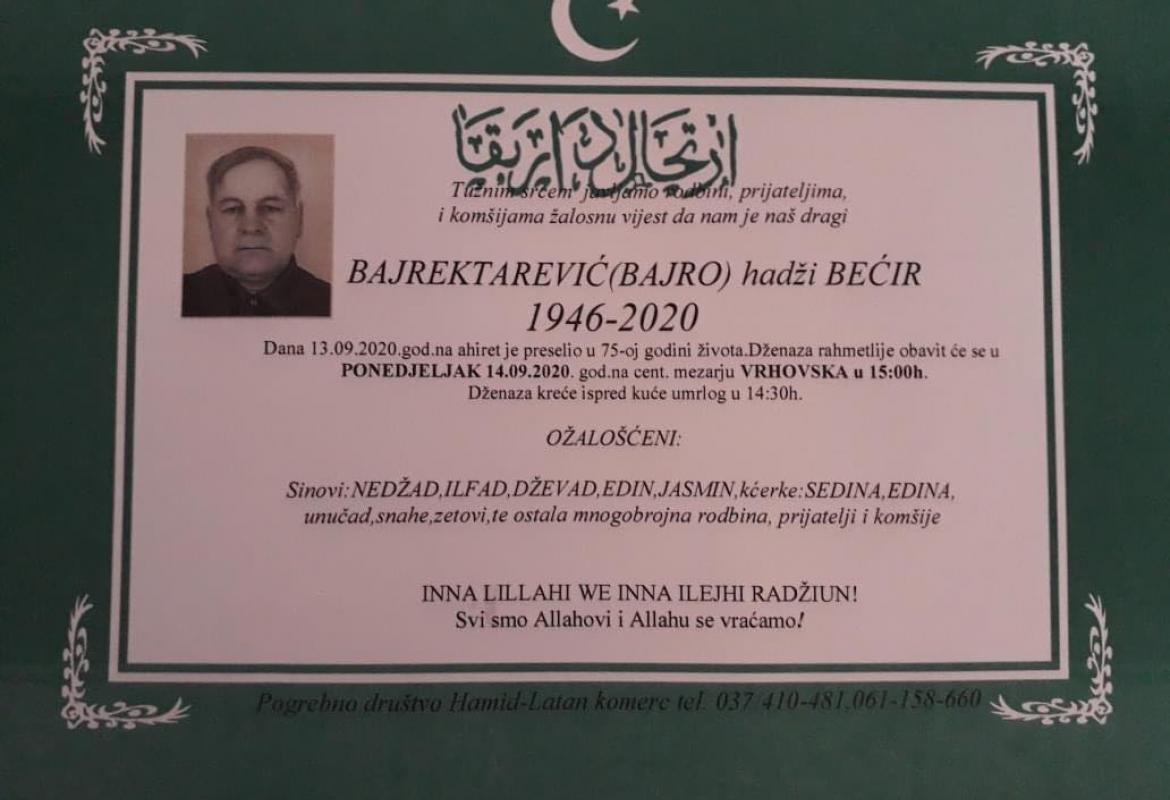 ارتحال دار بقا
Tužnim srcem javljamo rodbini, prijateljima,
i komšijama žalosnu vijest da nam je naš dragi
BAJREKTAREVIĆ(BAJRO) hadži BEĆIR
1946-2020
Dana 13.09.2020.god.na ahiret je preselio u 75-oj godini života.Dženaza rahmetlije obavit će se u
PONEDJELJAK 14.09.2020. god.na cent. mezarju VRHOVSKA u 15:00h.
Dženaza kreće ispred kuće umrlog u 14:30h.
OŽALOŠĆENI:
Sinovi:NEDŽAD,ILFAD,DŽEVAD,EDIN,JASMIN,kćerke:SEDINA,EDINA,
unučad,snahe,zetovi,te ostala mnogobrojna rodbina, prijatelji i komšije
INNA LILLAHI WE INNA ILEJHI RADŽIUN!
Svi smo Allahovi i Allahu se vraćamo!
Pogrebno društvo Hamid-Latan komerc tel. 037/410-481,061-158-660